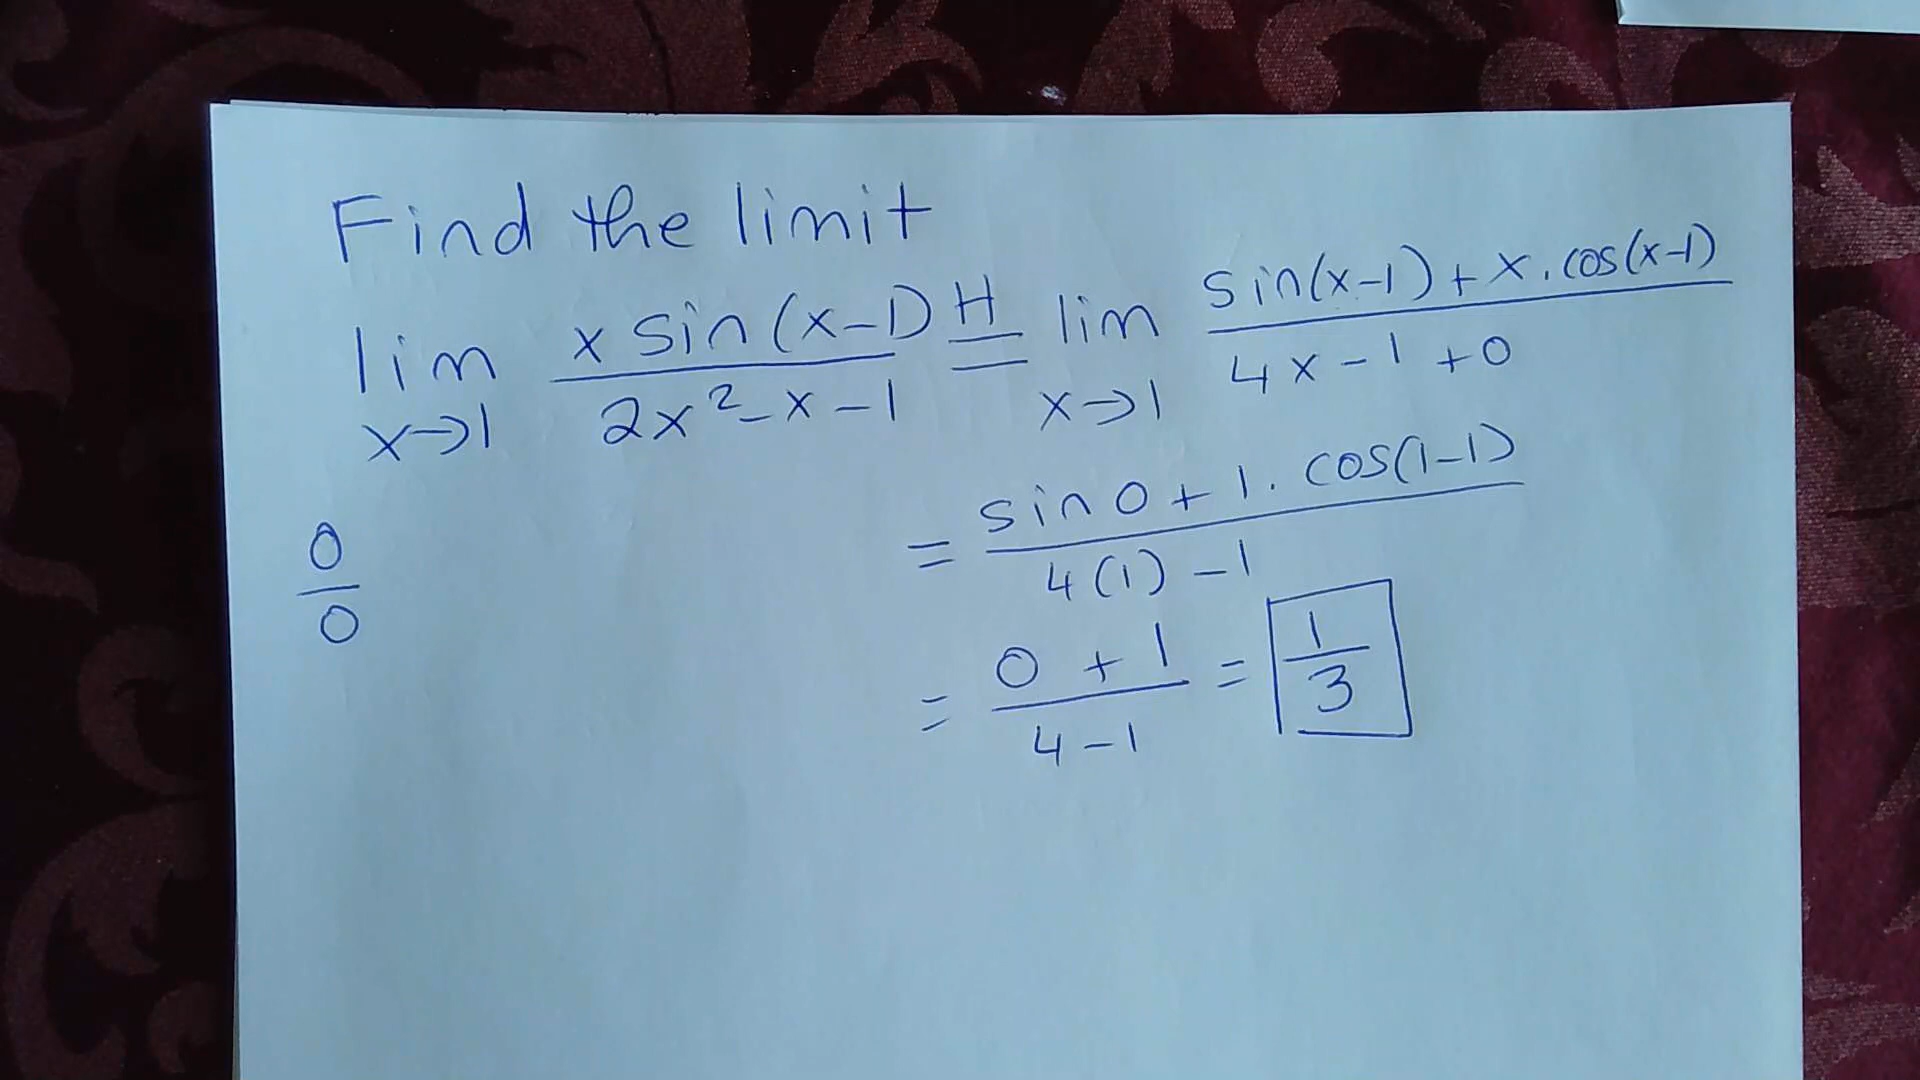 Find the limit
lim x→1 x sin(x-1) / 2x² - x - 1 =H lim x→1 sin(x-1) + x . cos(x-1) / 4x - 1 + 0
0/0
= sin 0 + 1 . cos(1-1) / 4(1) - 1
= 0 + 1 / 4 - 1 = 1/3